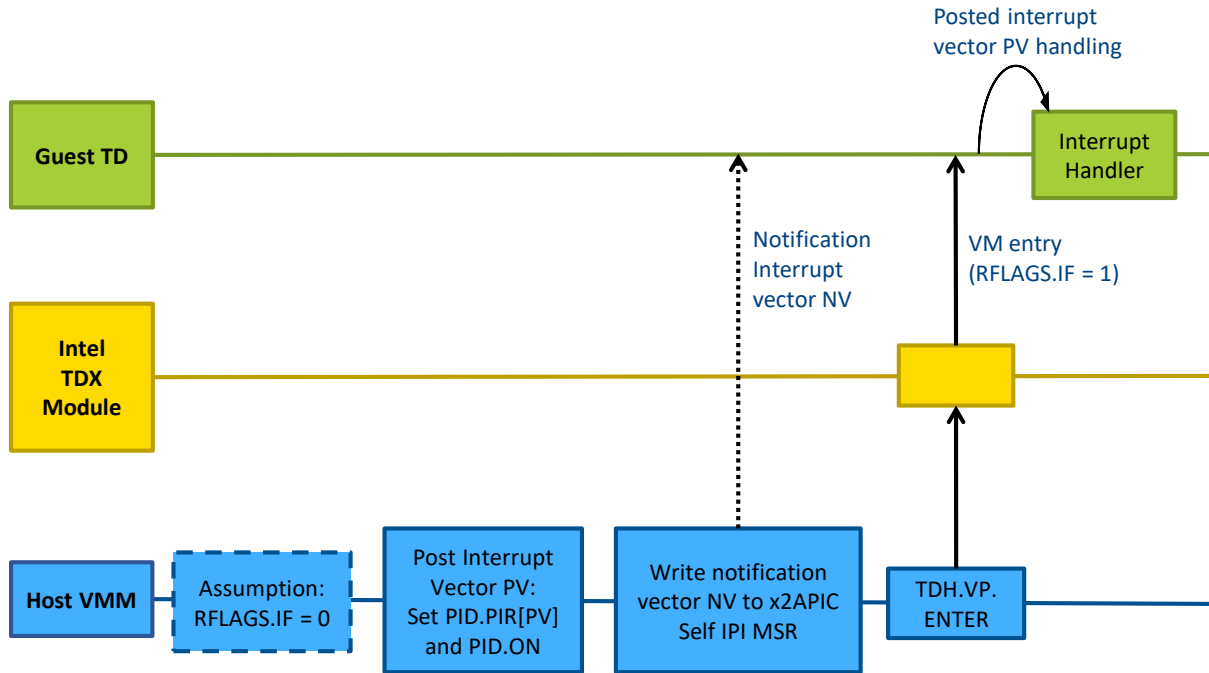 Posted interrupt
vector PV handling
Guest TD
Interrupt
Handler
Notification
Interrupt
vector NV
VM entry
(RFLAGS.IF = 1)
Intel
TDX
Module
Host VMM
Assumption:
RFLAGS.IF = 0
Post Interrupt
Vector PV:
Set PID.PIR[PV]
and PID.ON
Write notification
vector NV to x2APIC
Self IPI MSR
TDH.VP.
ENTER